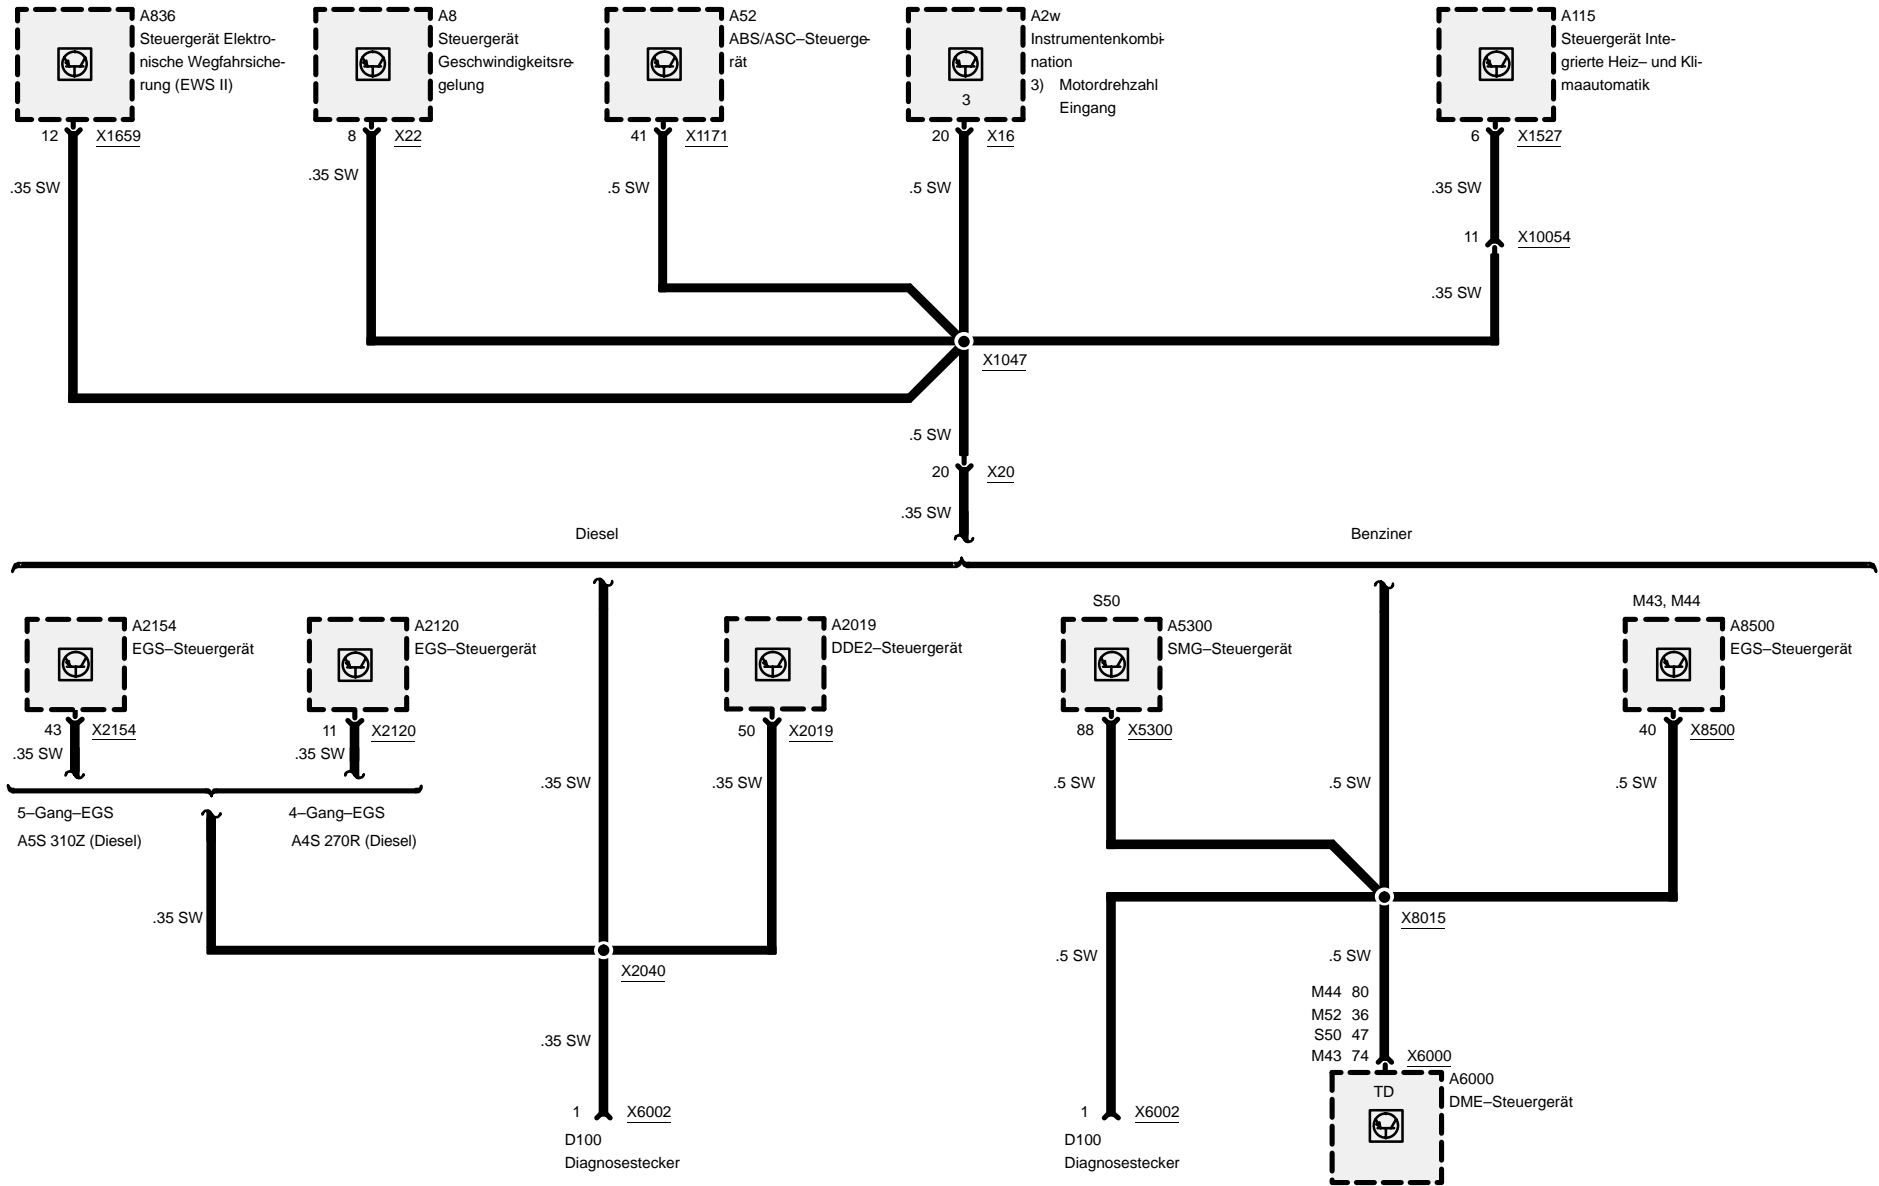 A836
Steuergerät Elektro-
nische Wegfahrsiche-
rung (EWS II)
A8
Steuergerät
Geschwindigkeitsre-
gelung
A52
ABS/ASC–Steuerge-
rät
A2w
Instrumentenkombi-
nation
3) Motordrehzahl
Eingang
3
A115
Steuergerät Inte-
grierte Heiz– und Kli-
maautomatik
12 X1659
8 X22
41 X1171
20 X16
6 X1527
.35 SW
.35 SW
.5 SW
.5 SW
.35 SW
11 X10054
.35 SW
X1047
.5 SW
20 X20
.35 SW
Diesel
Benziner
A2154
EGS–Steuergerät
A2120
EGS–Steuergerät
A2019
DDE2–Steuergerät
S50
A5300
SMG–Steuergerät
M43, M44
A8500
EGS–Steuergerät
43 X2154
11 X2120
50 X2019
88 X5300
40 X8500
.35 SW
.35 SW
.35 SW
.35 SW
.5 SW
.5 SW
.5 SW
5–Gang–EGS
A5S 310Z (Diesel)
4–Gang–EGS
A4S 270R (Diesel)
.35 SW
X2040
X8015
.5 SW
.5 SW
.35 SW
M44 80
M52 36
S50 47
M43 74 X6000
1 X6002
D100
Diagnosestecker
1 X6002
D100
Diagnosestecker
TD
A6000
DME–Steuergerät